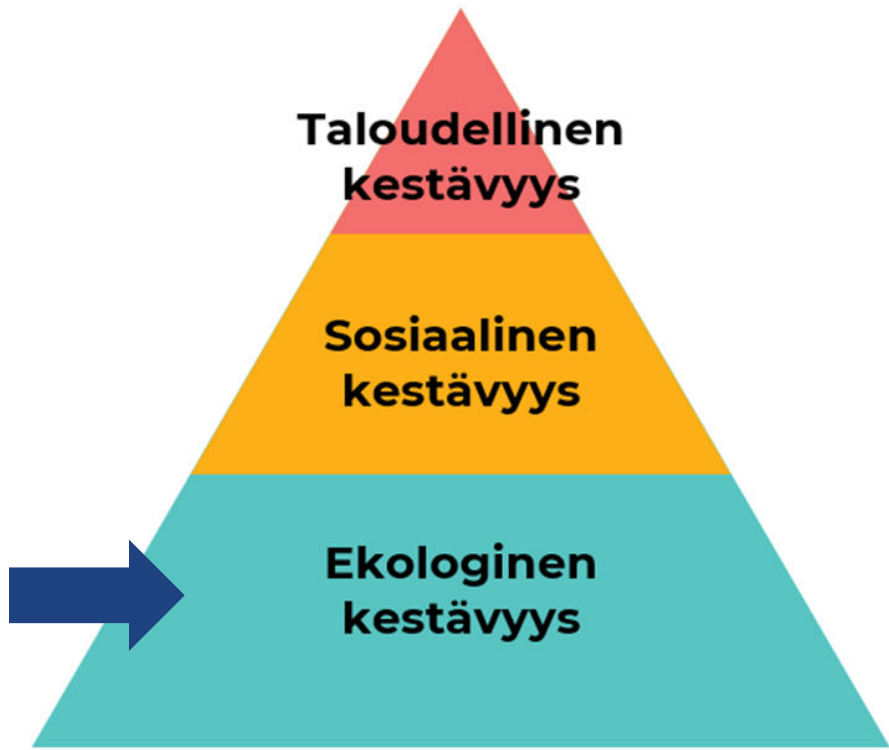 Taloudellinen
kestävyys
Sosiaalinen
kestävyys
Ekologinen
kestävyys